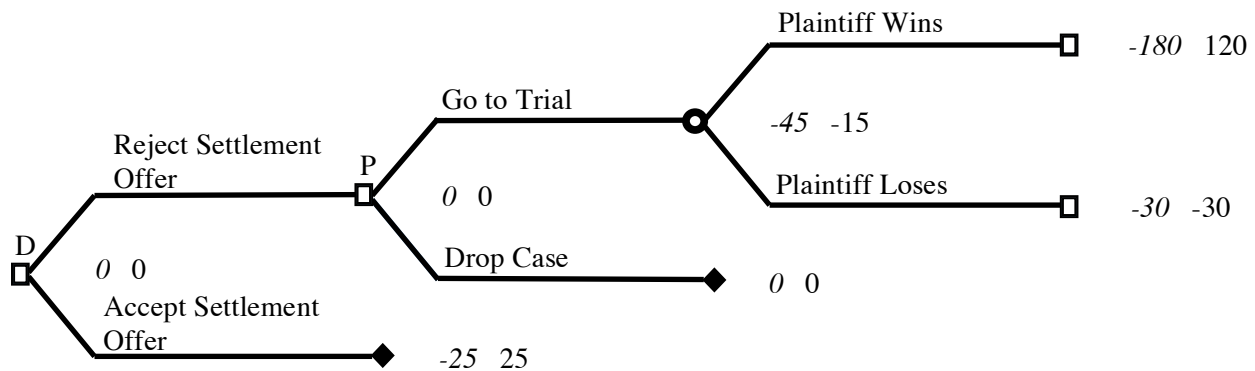 Plaintiff Wins
-180 120
Go to Trial
-45 -15
Reject Settlement
Offer
P
Plaintiff Loses
0 0
-30 -30
D
Drop Case
0 0
0 0
Accept Settlement
Offer
-25 25